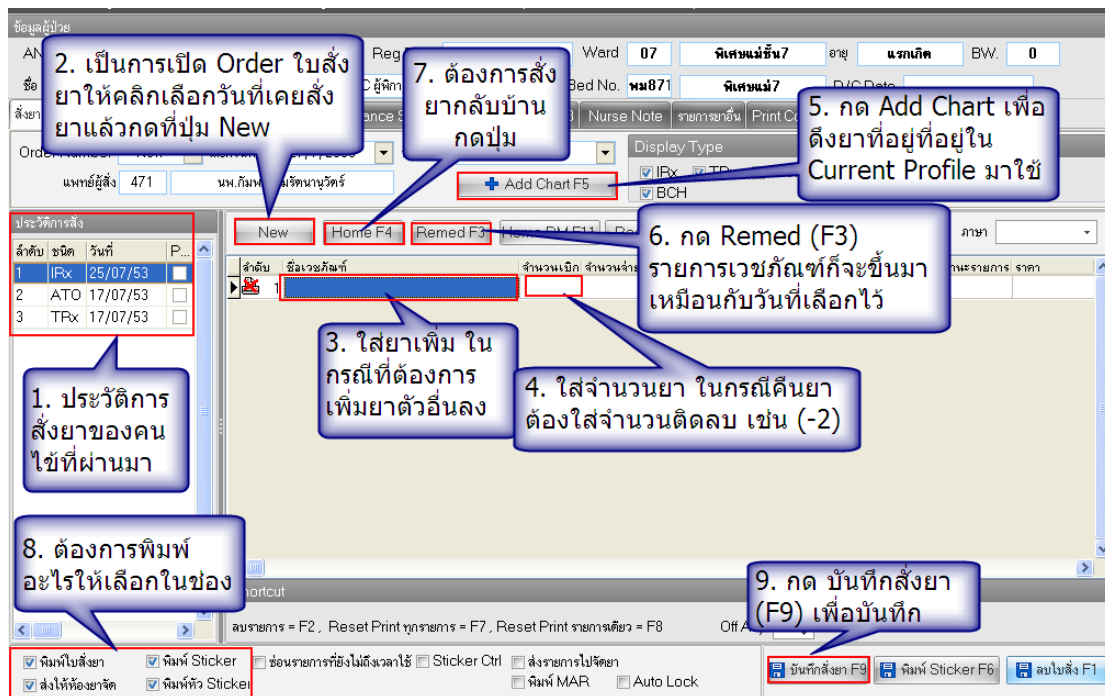 ข้อมูลผู้ป่วย
AN
Reg
Ward 07 พิเศษแม่ชั้น7 อายุ แรกเกิด BW. 0
ชื่อ
Bed No. พม871 พิเศษแม่7
2. เป็นการเปิด Order ใบสั่ง
ยาให้คลิกเลือกวันที่เคยสั่ง
ยาแล้วกดที่ปุ่ม New
7. ต้องการสั่ง
ยากลับบ้าน
กดปุ่ม
5. กด Add Chart เพื่อ
ดึงยาที่อยู่ที่อยู่ใน
Current Profile มาใช้
Nurse Note รายการยาอื่น
Display Type
IRx
BCH
แพทย์ผู้สั่ง 471
Add Chart F5
ประวัติการสั่ง
New Home F4 Remed F3
ภาษา
ลำดับ ชนิด วันที่ P...
1 IRx 25/07/53
2 ATO 17/07/53
3 TRx 17/07/53
ลำดับ ชื่อเวชภัณฑ์ จำนวนเบิก ราคา
1
6. กด Remed (F3)
รายการเวชภัณฑ์ก็จะขึ้นมา
เหมือนกับวันที่เลือกไว้
3. ใส่ยาเพิ่ม ใน
กรณีที่ต้องการ
เพิ่มยาตัวอื่นลง
4. ใส่จำนวนยา ในกรณีคืนยา
ต้องใส่จำนวนติดลบ เช่น (-2)
1. ประวัติการ
สั่งยาของคน
ไข้ที่ผ่านมา
8. ต้องการพิมพ์
อะไรให้เลือกในช่อง
9. กด บันทึกสั่งยา
(F9) เพื่อบันทึก
ลบรายการ = F2 , Reset Print ทุกรายการ = F7 , Reset Print รายการเดียว = F8
พิมพ์ใบสั่งยา พิมพ์ Sticker ซ่อนรายการที่ยังไม่ถึงเวลาใช้ Sticker Ctrl ส่งรายการไปจัดยา
ส่งให้ห้องยาจัด พิมพ์หัว Sticker พิมพ์ MAR Auto Lock
บันทึกสั่งยา F9 พิมพ์ Sticker F6 ลบใบสั่ง F1